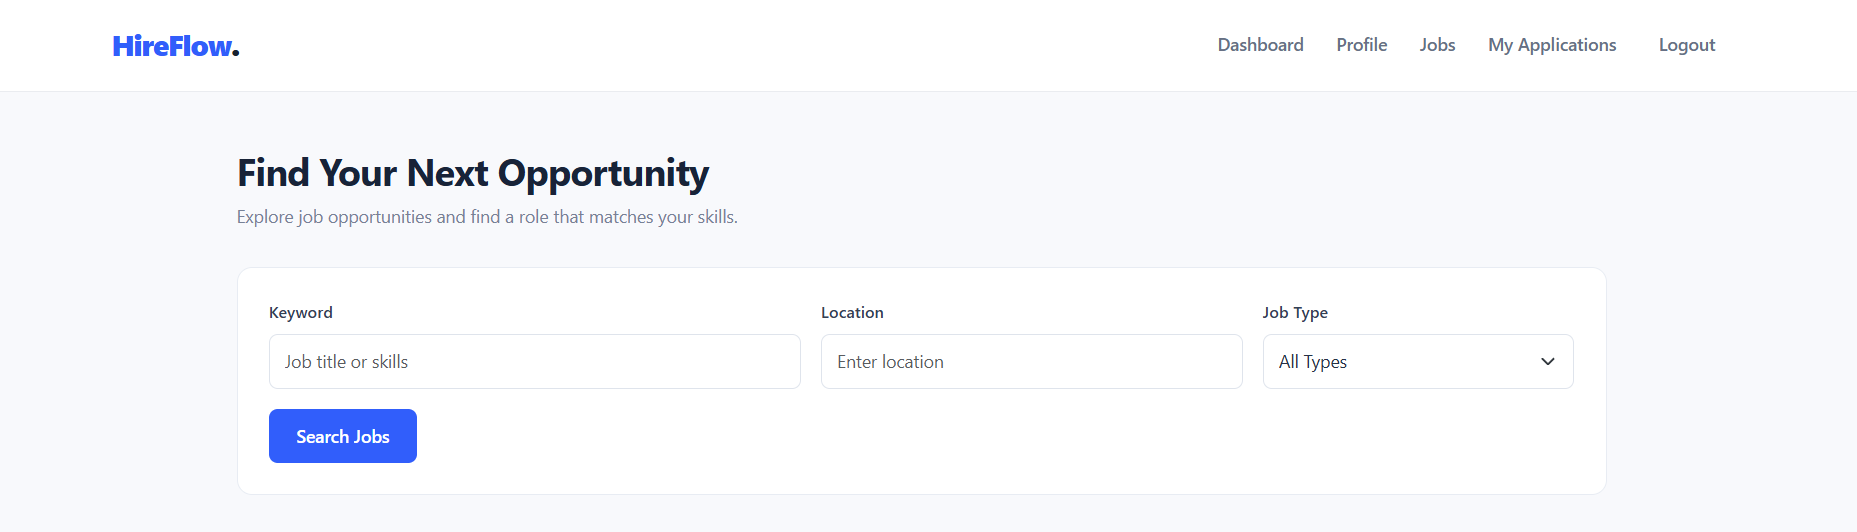 HireFlow.
Dashboard Profile Jobs My Applications Logout
Find Your Next Opportunity
Explore job opportunities and find a role that matches your skills.
Keyword Location Job Type
Job title or skills Enter location All Types
Search Jobs